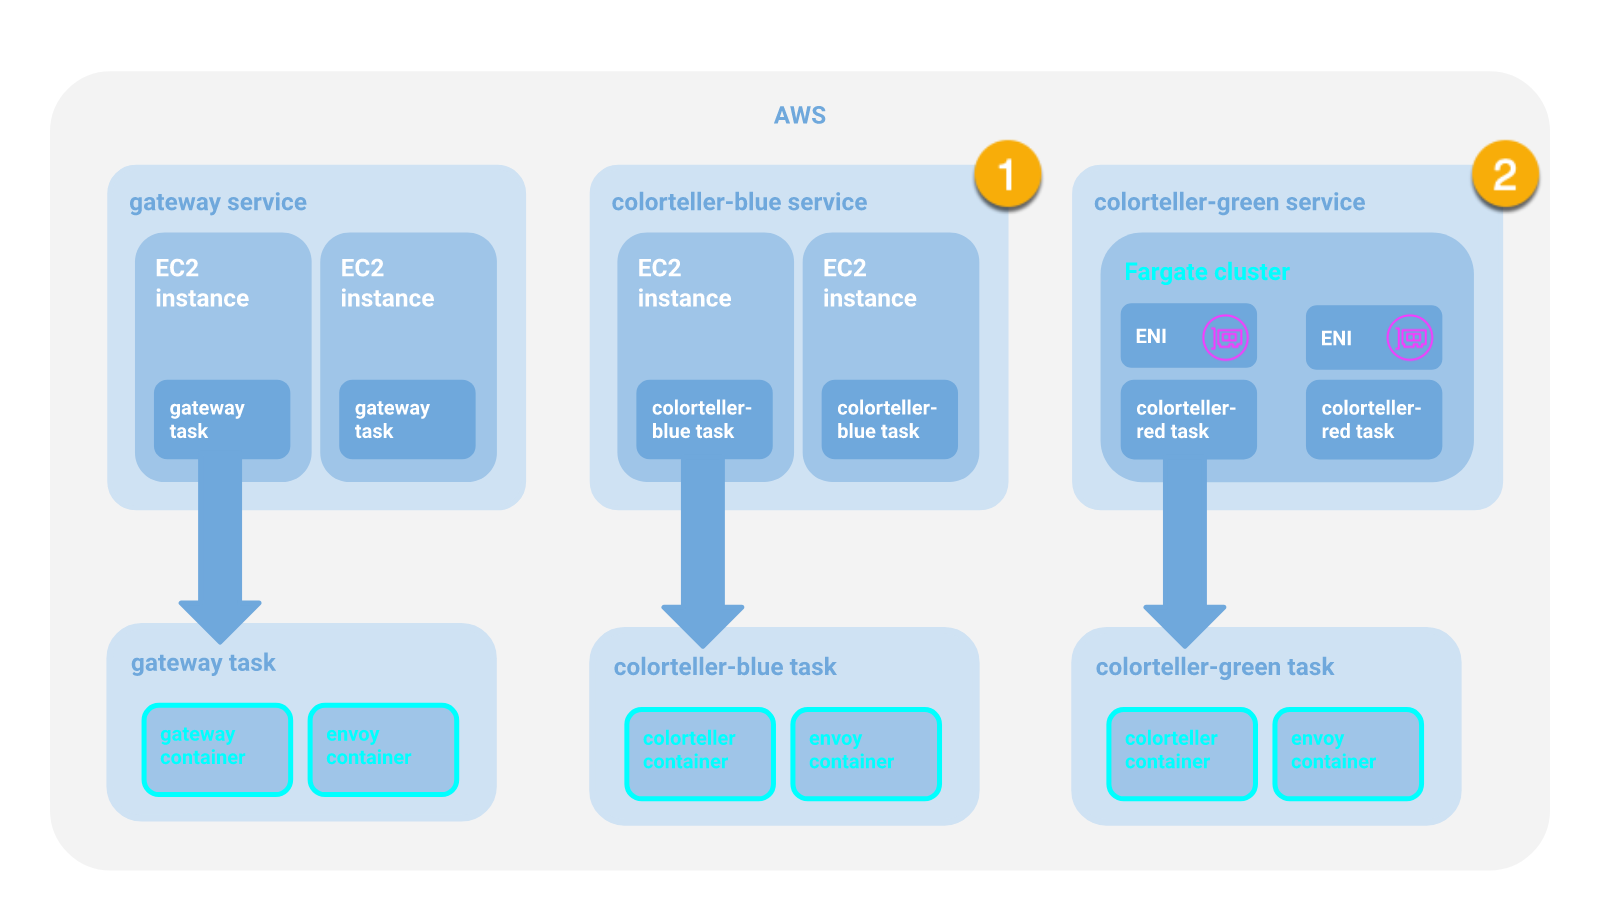 AWS
1
2
gateway service
EC2
instance
EC2
instance
gateway
task
gateway
task
colorteller-blue service
EC2
instance
EC2
instance
colorteller-
blue task
colorteller-
blue task
colorteller-green service
Fargate cluster
ENI
ENI
colorteller-
red task
colorteller-
red task
gateway task
gateway
container
envoy
container
colorteller-blue task
colorteller
container
envoy
container
colorteller-green task
colorteller
container
envoy
container